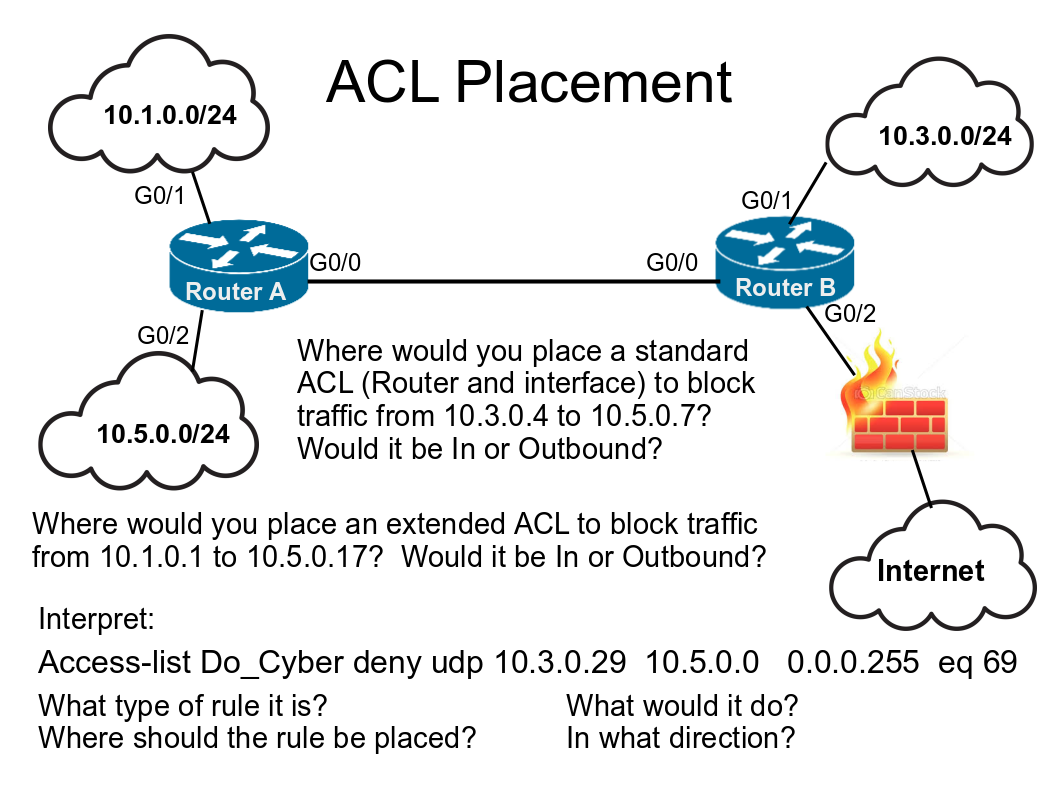 ACL Placement
10.1.0.0/24
10.3.0.0/24
G0/1
G0/1
G0/0
G0/0
Router A
Router B
G0/2
G0/2
CanStock
10.5.0.0/24
Where would you place a standard
ACL (Router and interface) to block
traffic from 10.3.0.4 to 10.5.0.7?
Would it be In or Outbound?
Where would you place an extended ACL to block traffic
from 10.1.0.1 to 10.5.0.17?  Would it be In or Outbound?
Internet
Interpret:
Access-list Do_Cyber deny udp 10.3.0.29  10.5.0.0   0.0.0.255  eq 69
What type of rule it is?
What would it do?
Where should the rule be placed?
In what direction?